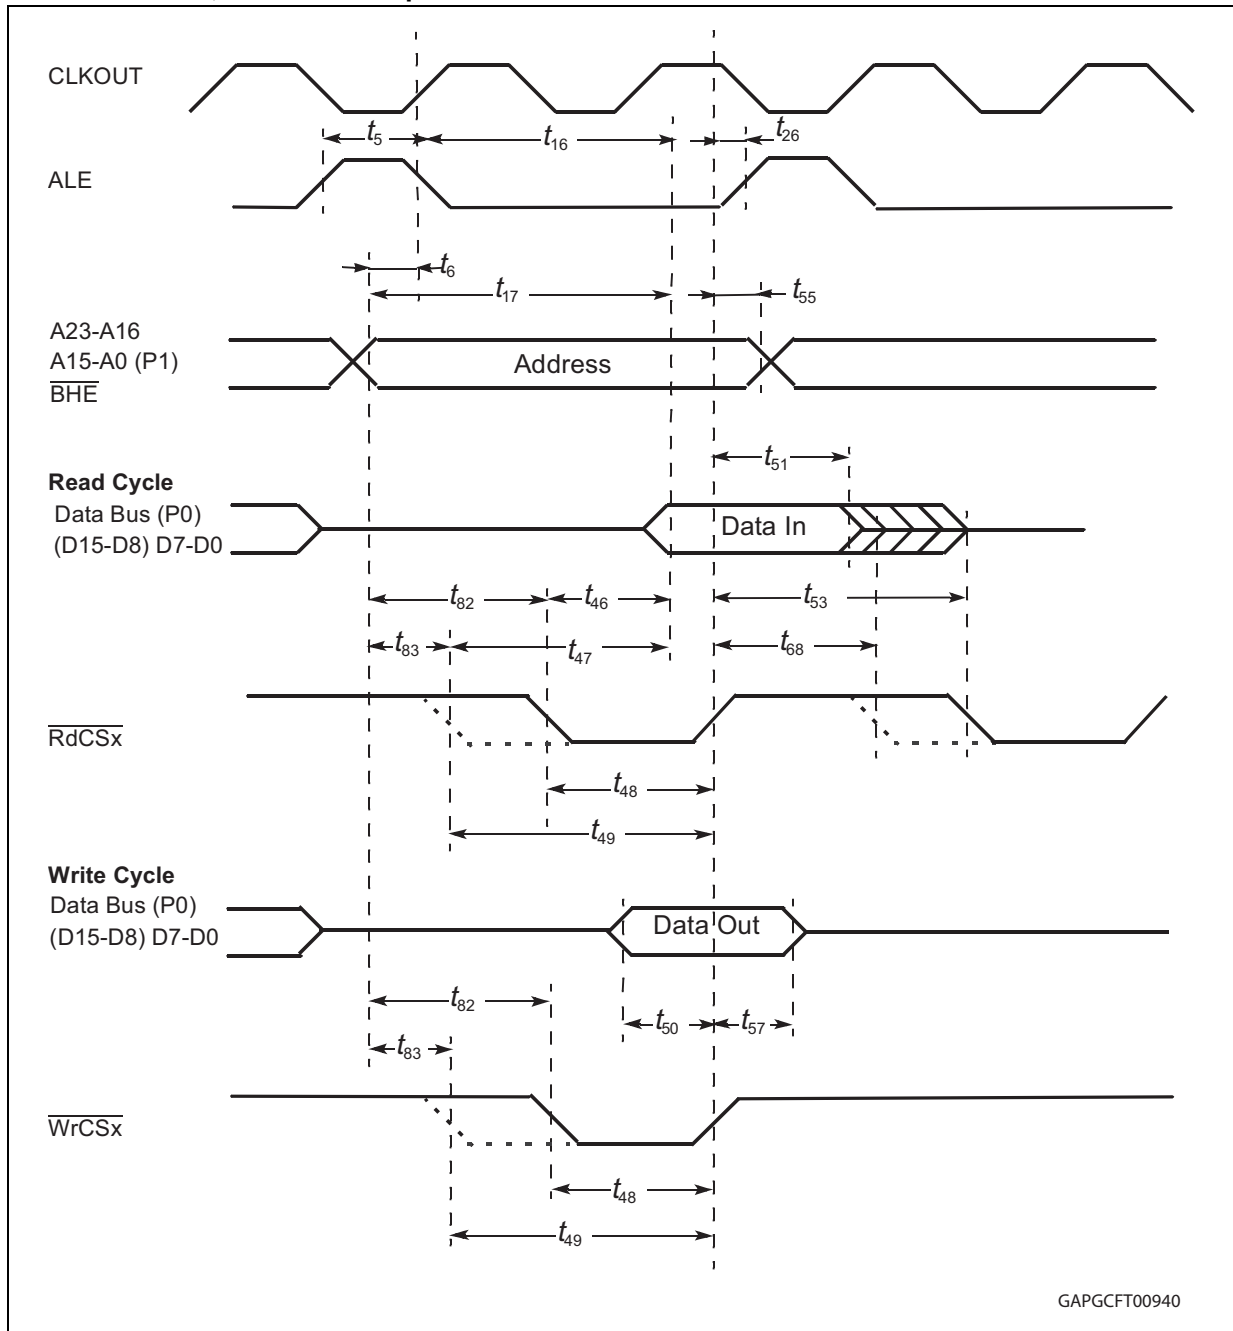 CLKOUT
t5
t16
t26
ALE
t6
t17
t55
A23-A16
A15-A0 (P1)
Address
BHE
t51
Read Cycle
Data Bus (P0)
Data In
(D15-D8) D7-D0
t82
t46
t53
t83
t47
t68
RdCSx
t48
t49
Write Cycle
Data Bus (P0)
Data Out
(D15-D8) D7-D0
t82
t50
t57
t83
WrCSx
t48
t49
GAPGCFT00940